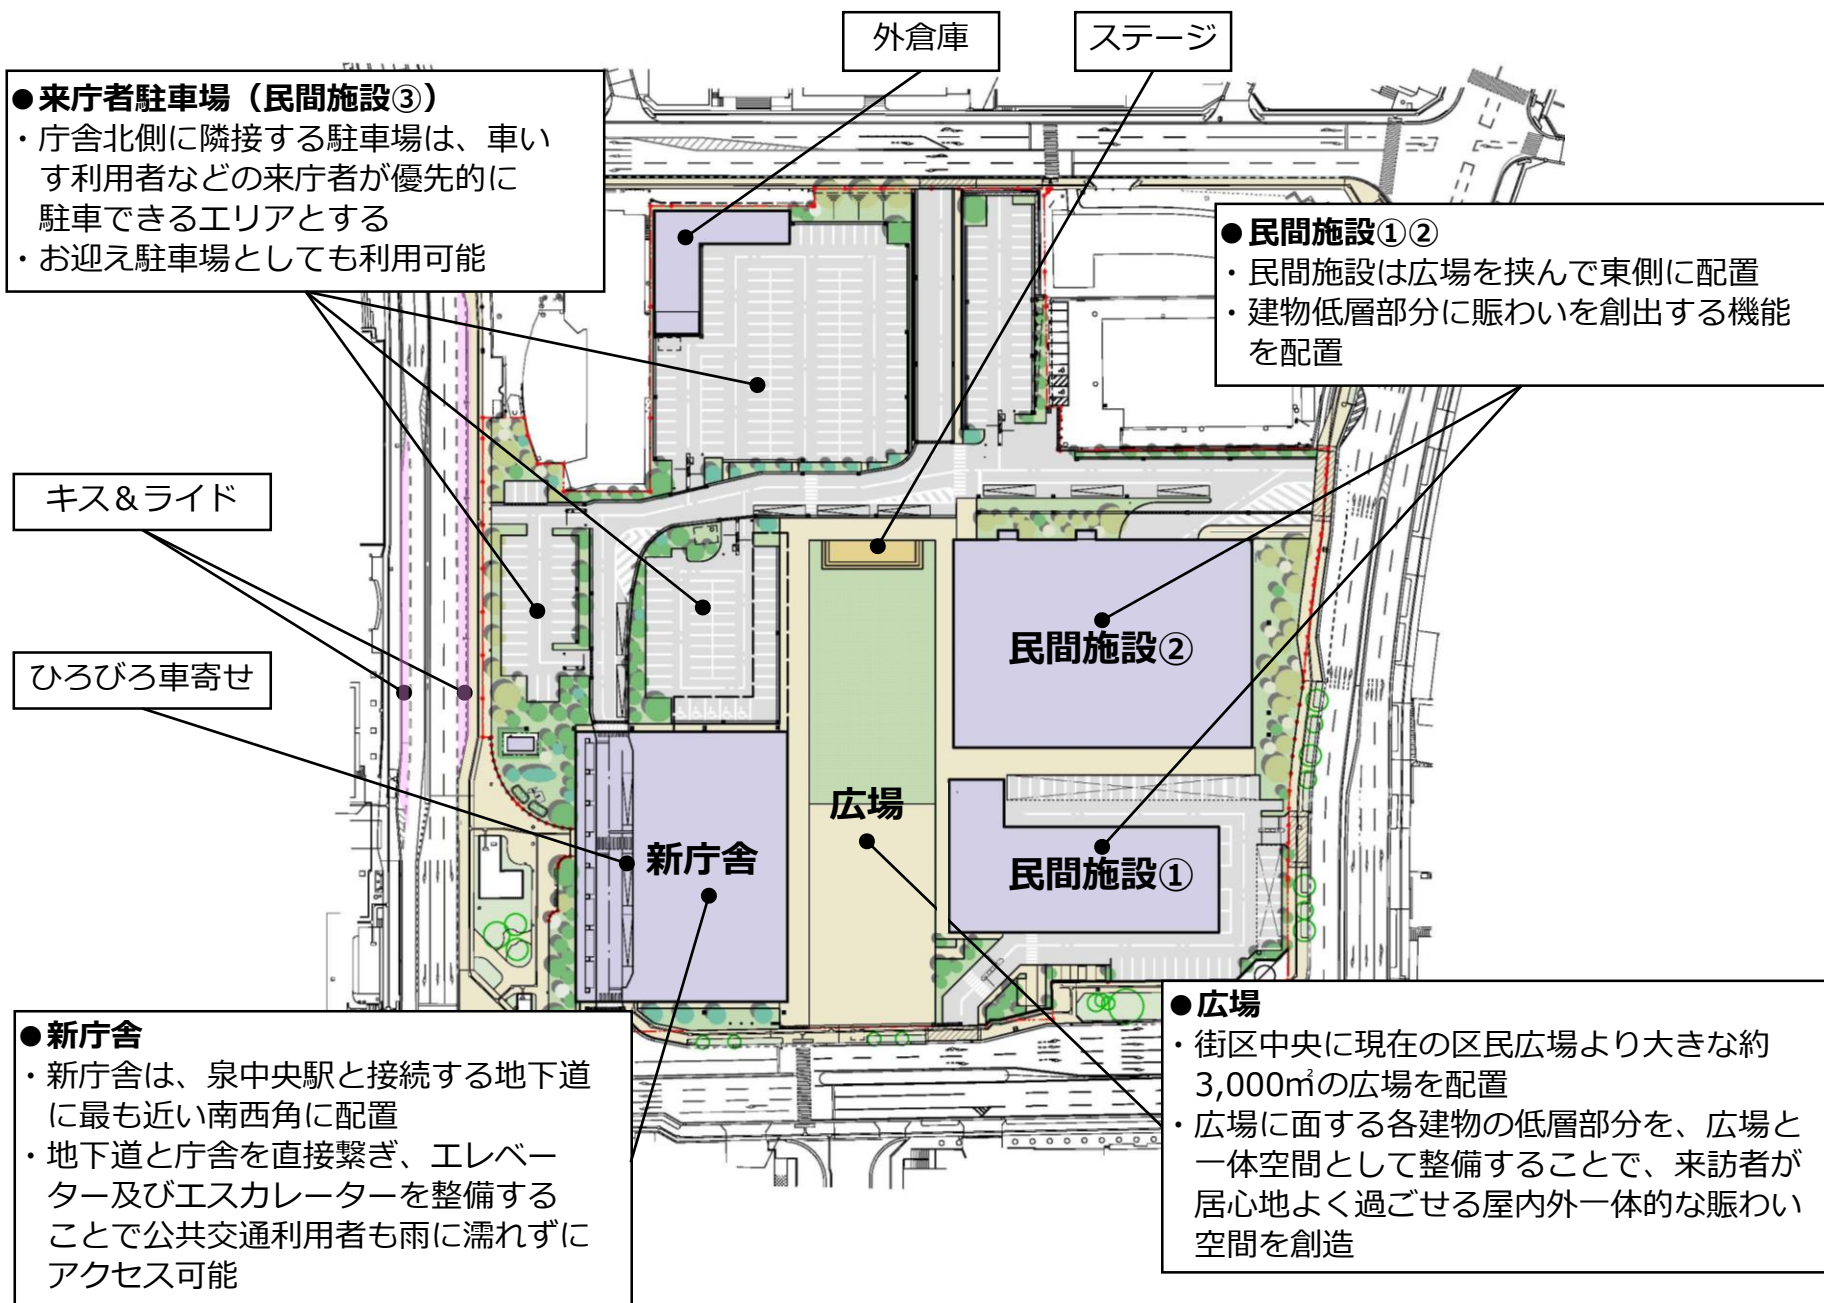 外倉庫
ステージ
●来庁者駐車場（民間施設③）
・庁舎北側に隣接する駐車場は、車い
す利用者などの来庁者が優先的に
駐車できるエリアとする
・お迎え駐車場としても利用可能
●民間施設①②
・民間施設は広場を挟んで東側に配置
・建物低層部分に賑わいを創出する機能
を配置
キス＆ライド
ひろびろ車寄せ
民間施設②
広場
新庁舎
民間施設①
●新庁舎
・新庁舎は、泉中央駅と接続する地下道
に最も近い南西角に配置
・地下道と庁舎を直接繋ぎ、エレベー
ター及びエスカレーターを整備する
ことで公共交通利用者も雨に濡れずに
アクセス可能
●広場
・街区中央に現在の区民広場より大きな約
3,000㎡の広場を配置
・広場に面する各建物の低層部分を、広場と
一体空間として整備することで、来訪者が
居心地よく過ごせる屋内外一体的な賑わい
空間を創造